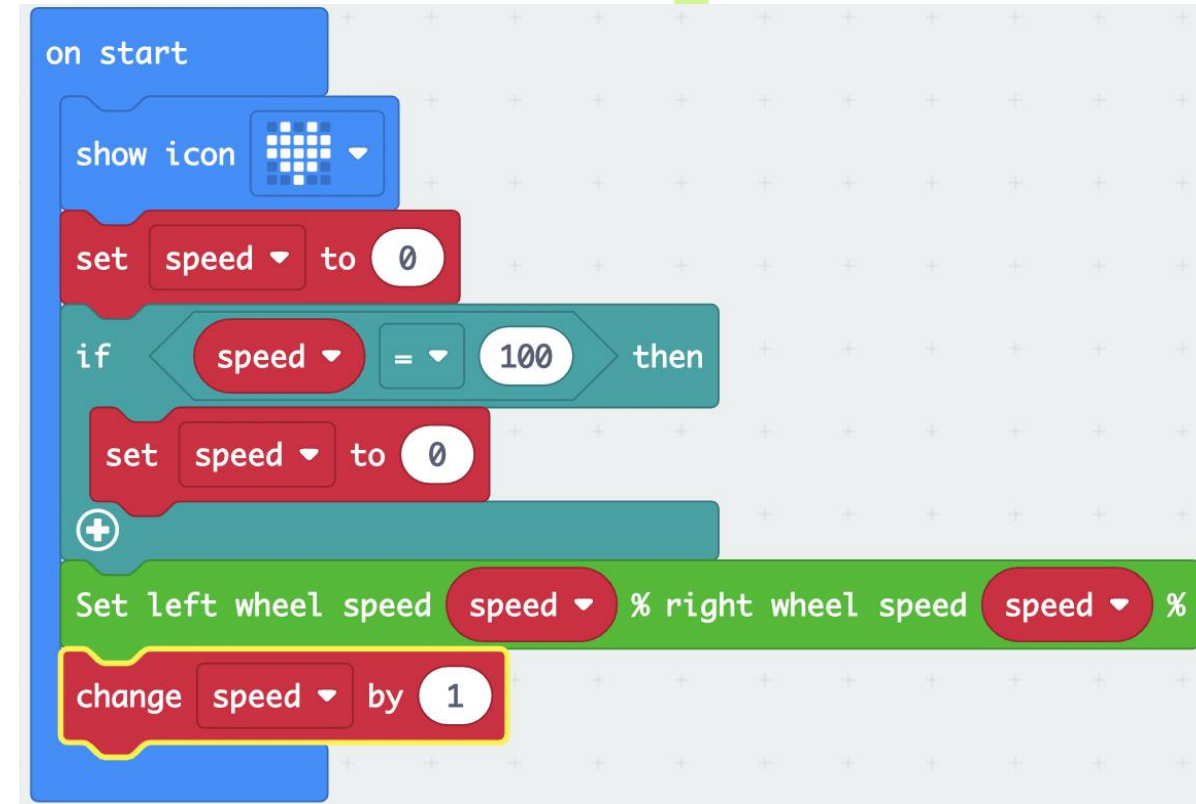 on start
show icon
set speed to 0
if speed = 100 then
set speed to 0
Set left wheel speed speed % right wheel speed speed %
change speed by 1